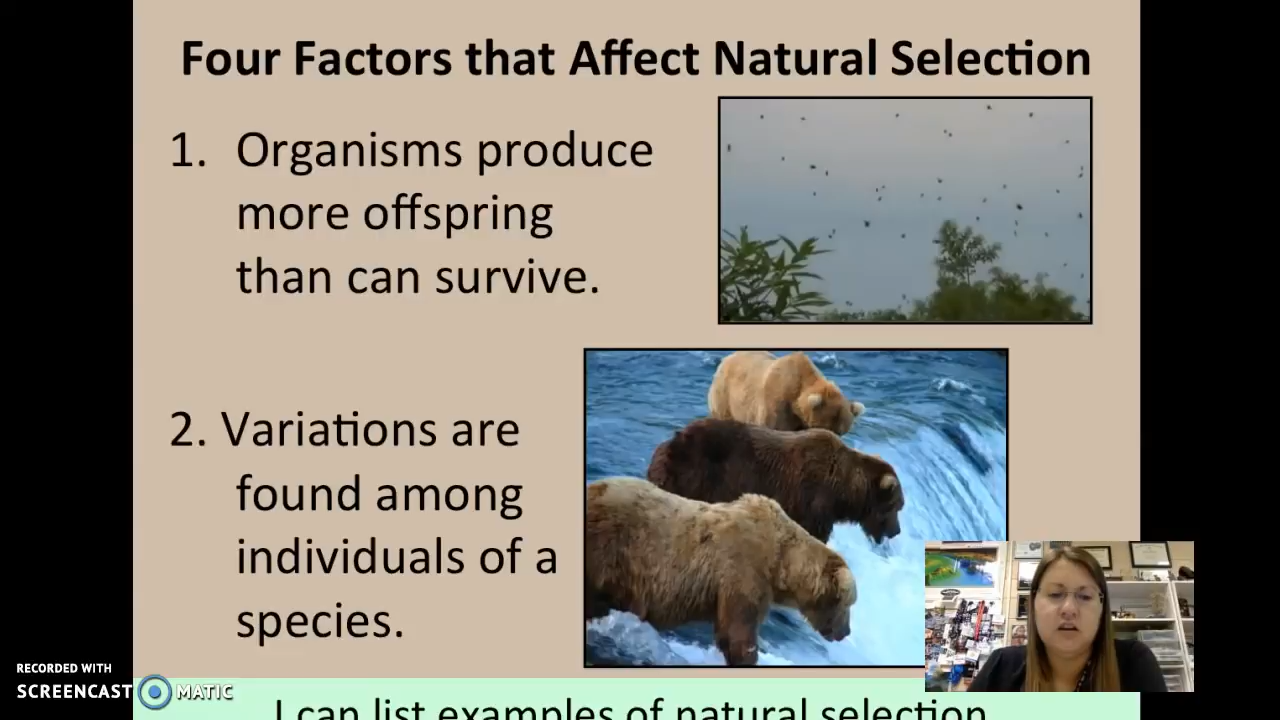 Four Factors that Affect Natural Selection
1. Organisms produce
more offspring
than can survive.
2. Variations are
found among
individuals of a
species.
RECORDED WITH
SCREENCAST MATIC
I can list examples of natural selection